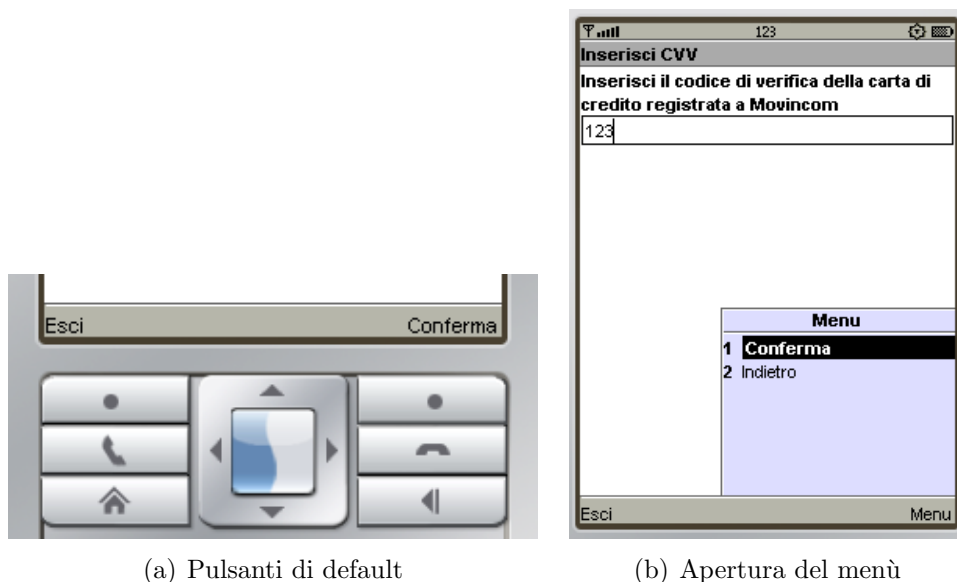 Esci Conferma
(a) Pulsanti di default
123
Inserisci CVV
Inserisci il codice di verifica della carta di
credito registrata a Movincom
123
Menu
1 Conferma
2 Indietro
Esci Menu
(b) Apertura del menù